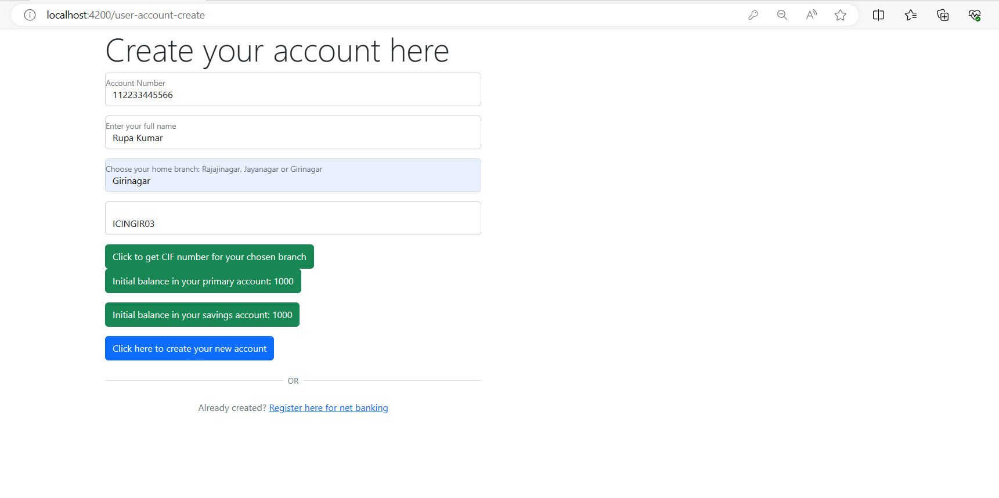 localhost:4200/user-account-create
Create your account here
Account Number
112233445566
Enter your full name
Rupa Kumar
Choose your home branch: Rajajinagar, Jayanagar or Girinagar
Girinagar
ICINGIR03
Click to get CIF number for your chosen branch
Initial balance in your primary account: 1000
Initial balance in your savings account: 1000
Click here to create your new account
OR
Already created? Register here for net banking